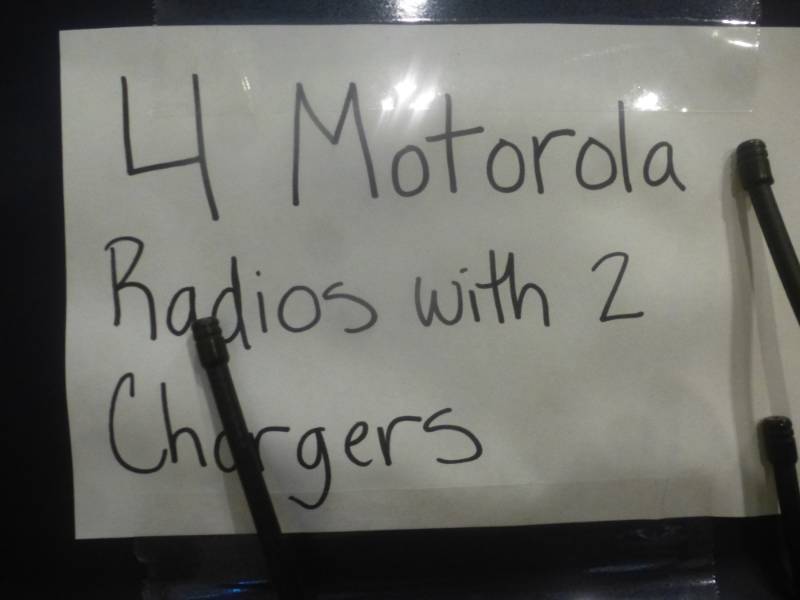 4 Motorola
Radios with 2
Chargers